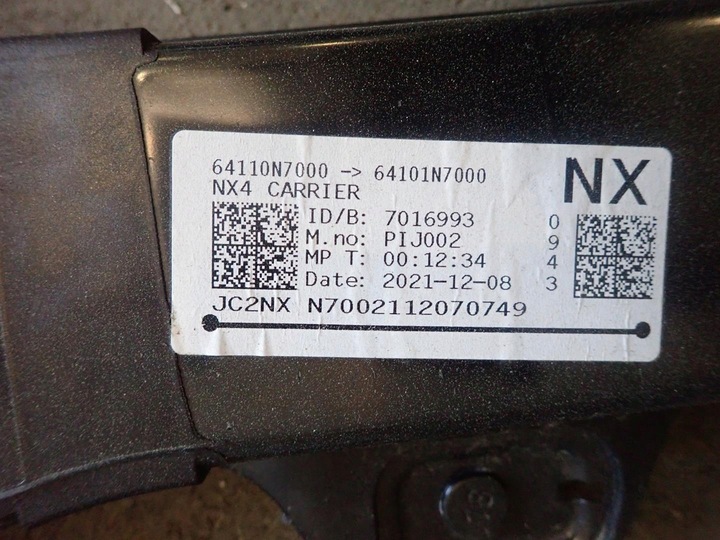 64110N7000 -> 64101N7000
NX
NX4 CARRIER
ID/B: 7016993
M.no: PIJ002
MP T: 00:12:34
Date: 2021-12-08
0
9
4
3
JC2NX N7002112070749